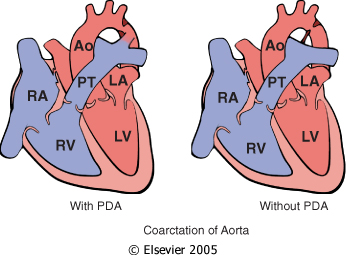 Ao
Ao
PT
LA
PT
LA
RA
RA
RV
LV
RV
LV
With PDA
Without PDA
Coarctation of Aorta
© Elsevier 2005